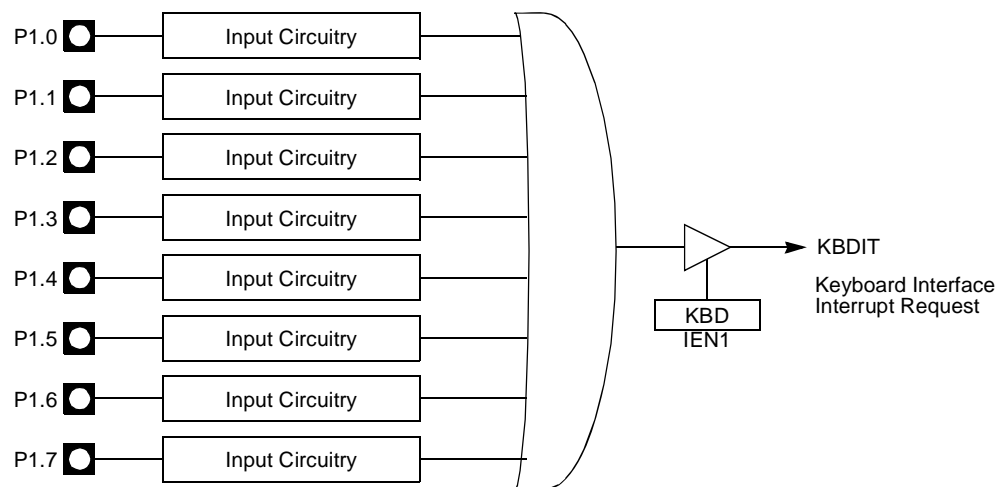 P1.0 Input Circuitry
P1.1 Input Circuitry
P1.2 Input Circuitry
P1.3 Input Circuitry
P1.4 Input Circuitry
P1.5 Input Circuitry
P1.6 Input Circuitry
P1.7 Input Circuitry
KBDIT
Keyboard Interface
Interrupt Request
KBD
IEN1